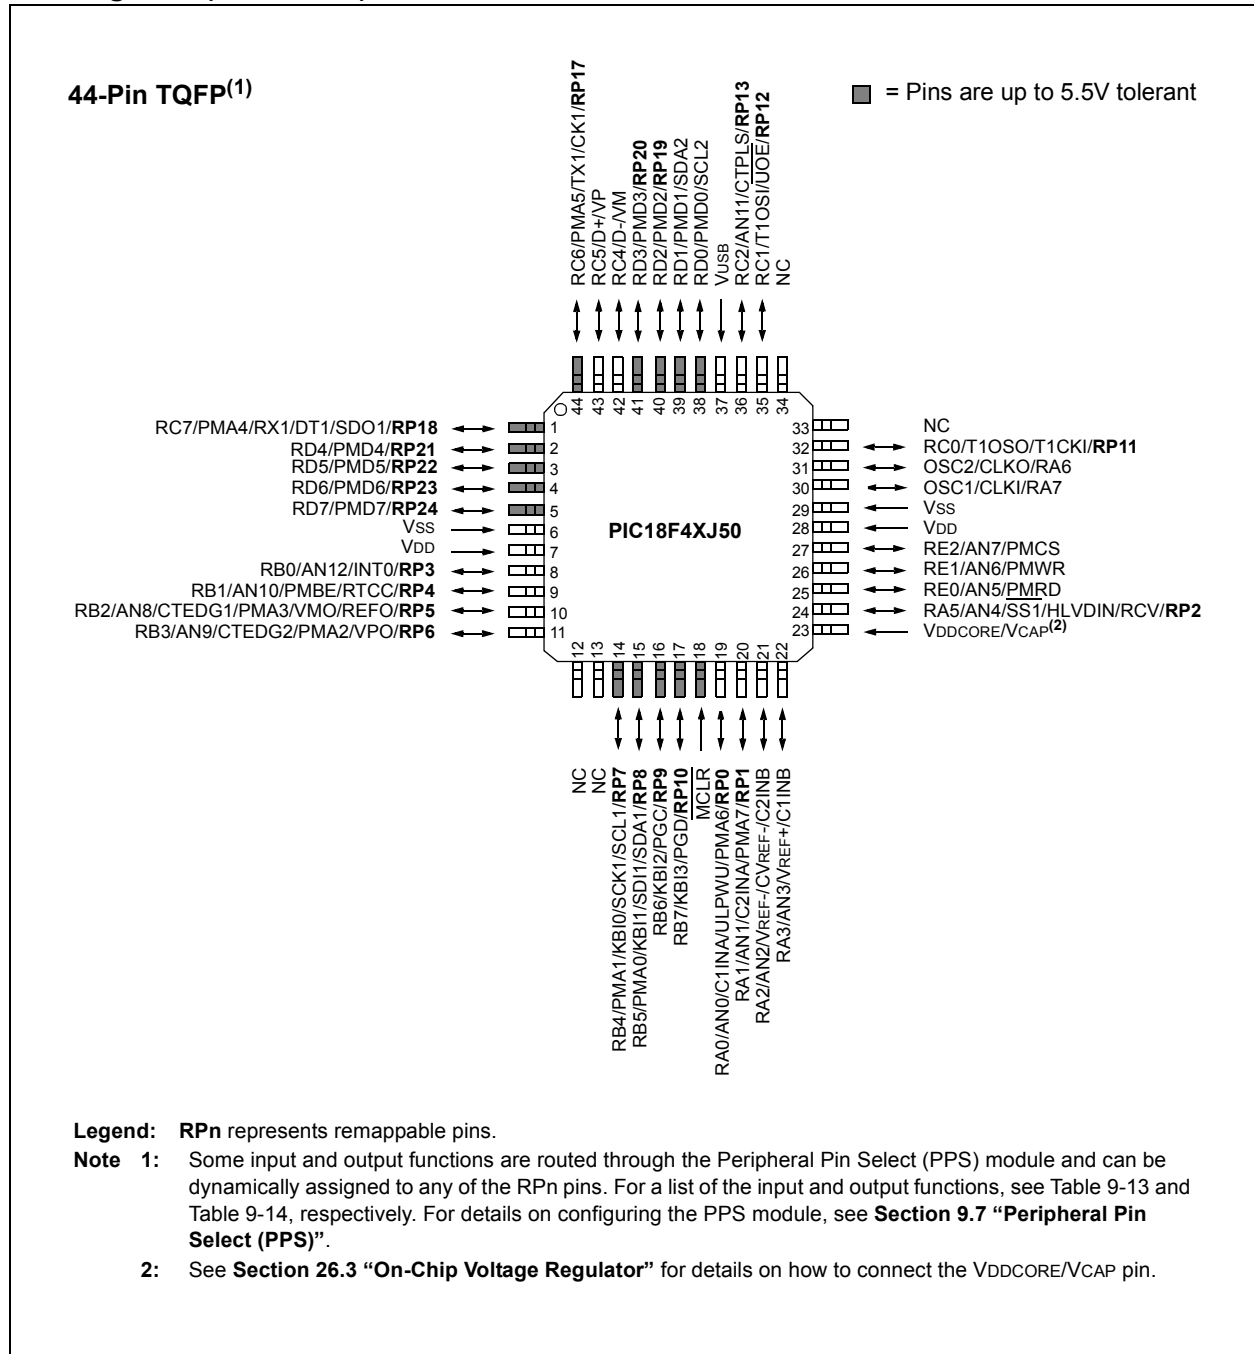 44-Pin TQFP(1)
= Pins are up to 5.5V tolerant
RC6/PMA5/TX1/CK1/RP17
RC5/D+/VP
RC4/D-/VM
RD3/PMD3/RP20
RD2/PMD2/RP19
RD1/PMD1/SDA2
RD0/PMD0/SCL2
VUSB
RC2/AN11/CTPLS/RP13
RC1/T1OSI/UOE/RP12
NC
44
43
42
41
40
39
38
37
36
35
34
RC7/PMA4/RX1/DT1/SDO1/RP18 1
RD4/PMD4/RP21 2
RD5/PMD5/RP22 3
RD6/PMD6/RP23 4
RD7/PMD7/RP24 5
VSS 6
VDD 7
RB0/AN12/INT0/RP3 8
RB1/AN10/PMBE/RTCC/RP4 9
RB2/AN8/CTEDG1/PMA3/VMO/REFO/RP5 10
RB3/AN9/CTEDG2/PMA2/VPO/RP6 11
PIC18F4XJ50
33 NC
32 RC0/T1OSO/T1CKI/RP11
31 OSC2/CLKO/RA6
30 OSC1/CLKI/RA7
29 VSS
28 VDD
27 RE2/AN7/PMCS
26 RE1/AN6/PMWR
25 RE0/AN5/PMRD
24 RA5/AN4/SS1/HLVDIN/RCV/RP2
23 VDDCORE/VCAP(2)
12
13
14
15
16
17
18
19
20
21
22
NC
NC
RB4/PMA1/KBI0/SCK1/SCL1/RP7
RB5/PMA0/KBI1/SDI1/SDA1/RP8
RB6/KBI2/PGC/RP9
RB7/KBI3/PGD/RP10
MCLR
RA0/AN0/C1INA/ULPWU/PMA6/RP0
RA1/AN1/C2INA/PMA7/RP1
RA2/AN2/VREF-/CVREF-/C2INB
RA3/AN3/VREF+/C1INB
Legend: RPn represents remappable pins.
Note 1: Some input and output functions are routed through the Peripheral Pin Select (PPS) module and can be
dynamically assigned to any of the RPn pins. For a list of the input and output functions, see Table 9-13 and
Table 9-14, respectively. For details on configuring the PPS module, see Section 9.7 “Peripheral Pin
Select (PPS)”.
2: See Section 26.3 “On-Chip Voltage Regulator” for details on how to connect the VDDCORE/VCAP pin.